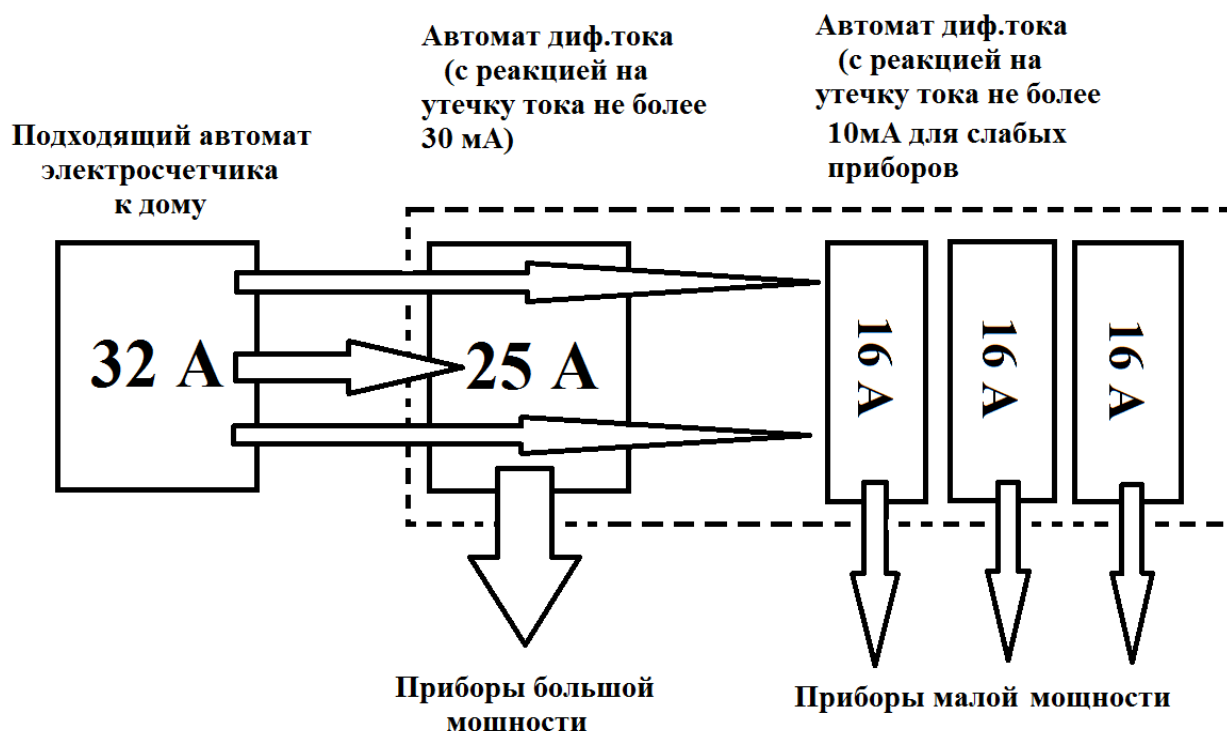 Автомат диф.тока
(с реакцией на
утечку тока не более
30 мА)
Автомат диф.тока
(с реакцией на
утечку тока не более
10мА для слабых
приборов
Подходящий автомат
электросчетчика
к дому
32 А
25 А
16 А
16 А
16 А
Приборы большой
мошности
Приборы малой мощности